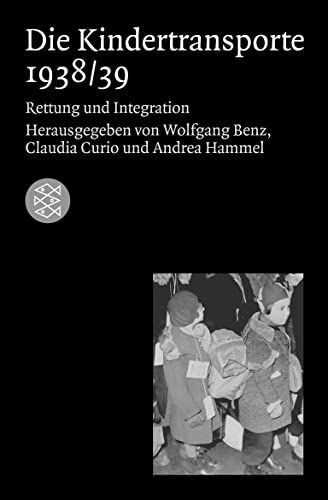 Die Kindertransporte
1938/39
Rettung und Integration
Herausgegeben von Wolfgang Benz,
Claudia Curio und Andrea Hammel